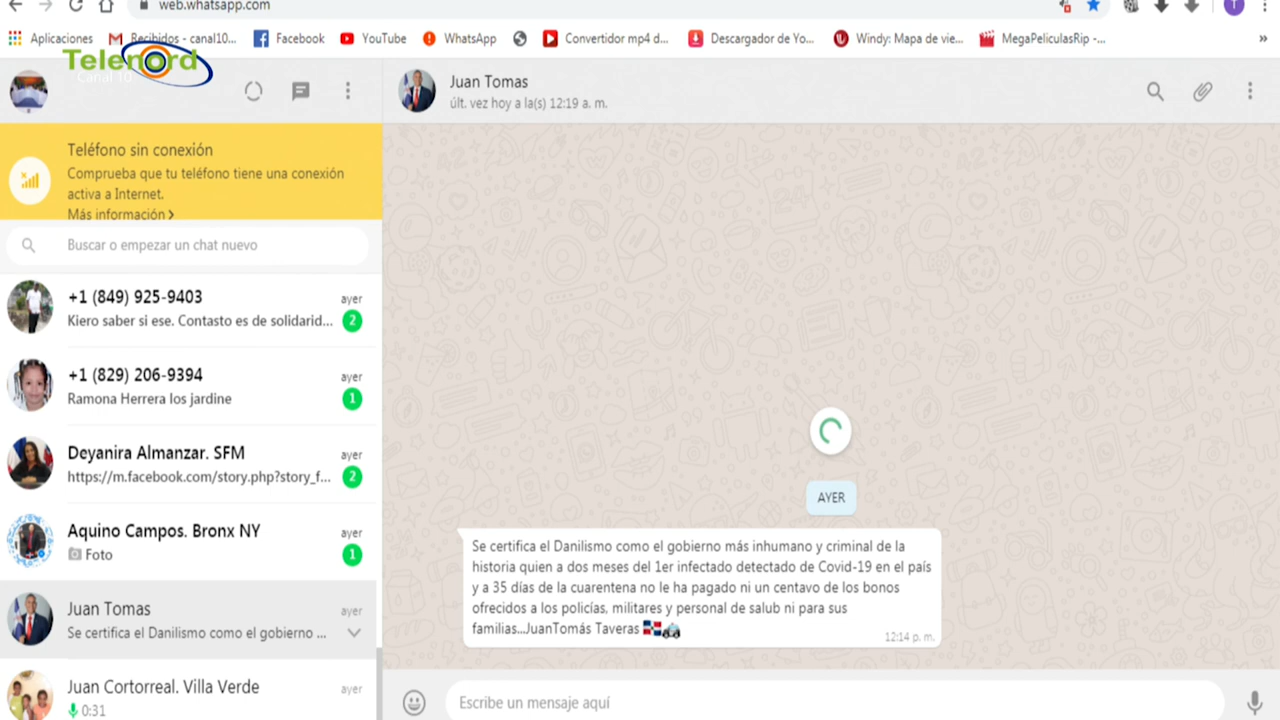 web.whatsapp.com
Aplicaciones
Recibidos - canal10...
Facebook
YouTube
WhatsApp
Convertidor mp4 d...
Descargador de Yo...
Windy: Mapa de vie...
MegaPeliculasRip -...
»
Telenord
Canal 10
Juan Tomas
últ. vez hoy a la(s) 12:19 a. m.
Teléfono sin conexión
Comprueba que tu teléfono tiene una conexión
activa a Internet.
Más información >
Buscar o empezar un chat nuevo
+1 (849) 925-9403
ayer
Kiero saber si ese. Contasto es de solidarid...
2
+1 (829) 206-9394
ayer
Ramona Herrera los jardine
1
Deyanira Almanzar. SFM
ayer
https://m.facebook.com/story.php?story_f...
2
Aquino Campos. Bronx NY
ayer
Foto
1
Juan Tomas
ayer
Se certifica el Danilismo como el gobierno ...
Juan Cortorreal. Villa Verde
ayer
0:31
AYER
Se certifica el Danilismo como el gobierno más inhumano y criminal de la
historia quien a dos meses del 1er infectado detectado de Covid-19 en el país
y a 35 días de la cuarentena no le ha pagado ni un centavo de los bonos
ofrecidos a los policías, militares y personal de salub ni para sus
familias...JuanTomás Taveras 🇩🇴🚓
12:14 p. m.
Escribe un mensaje aquí